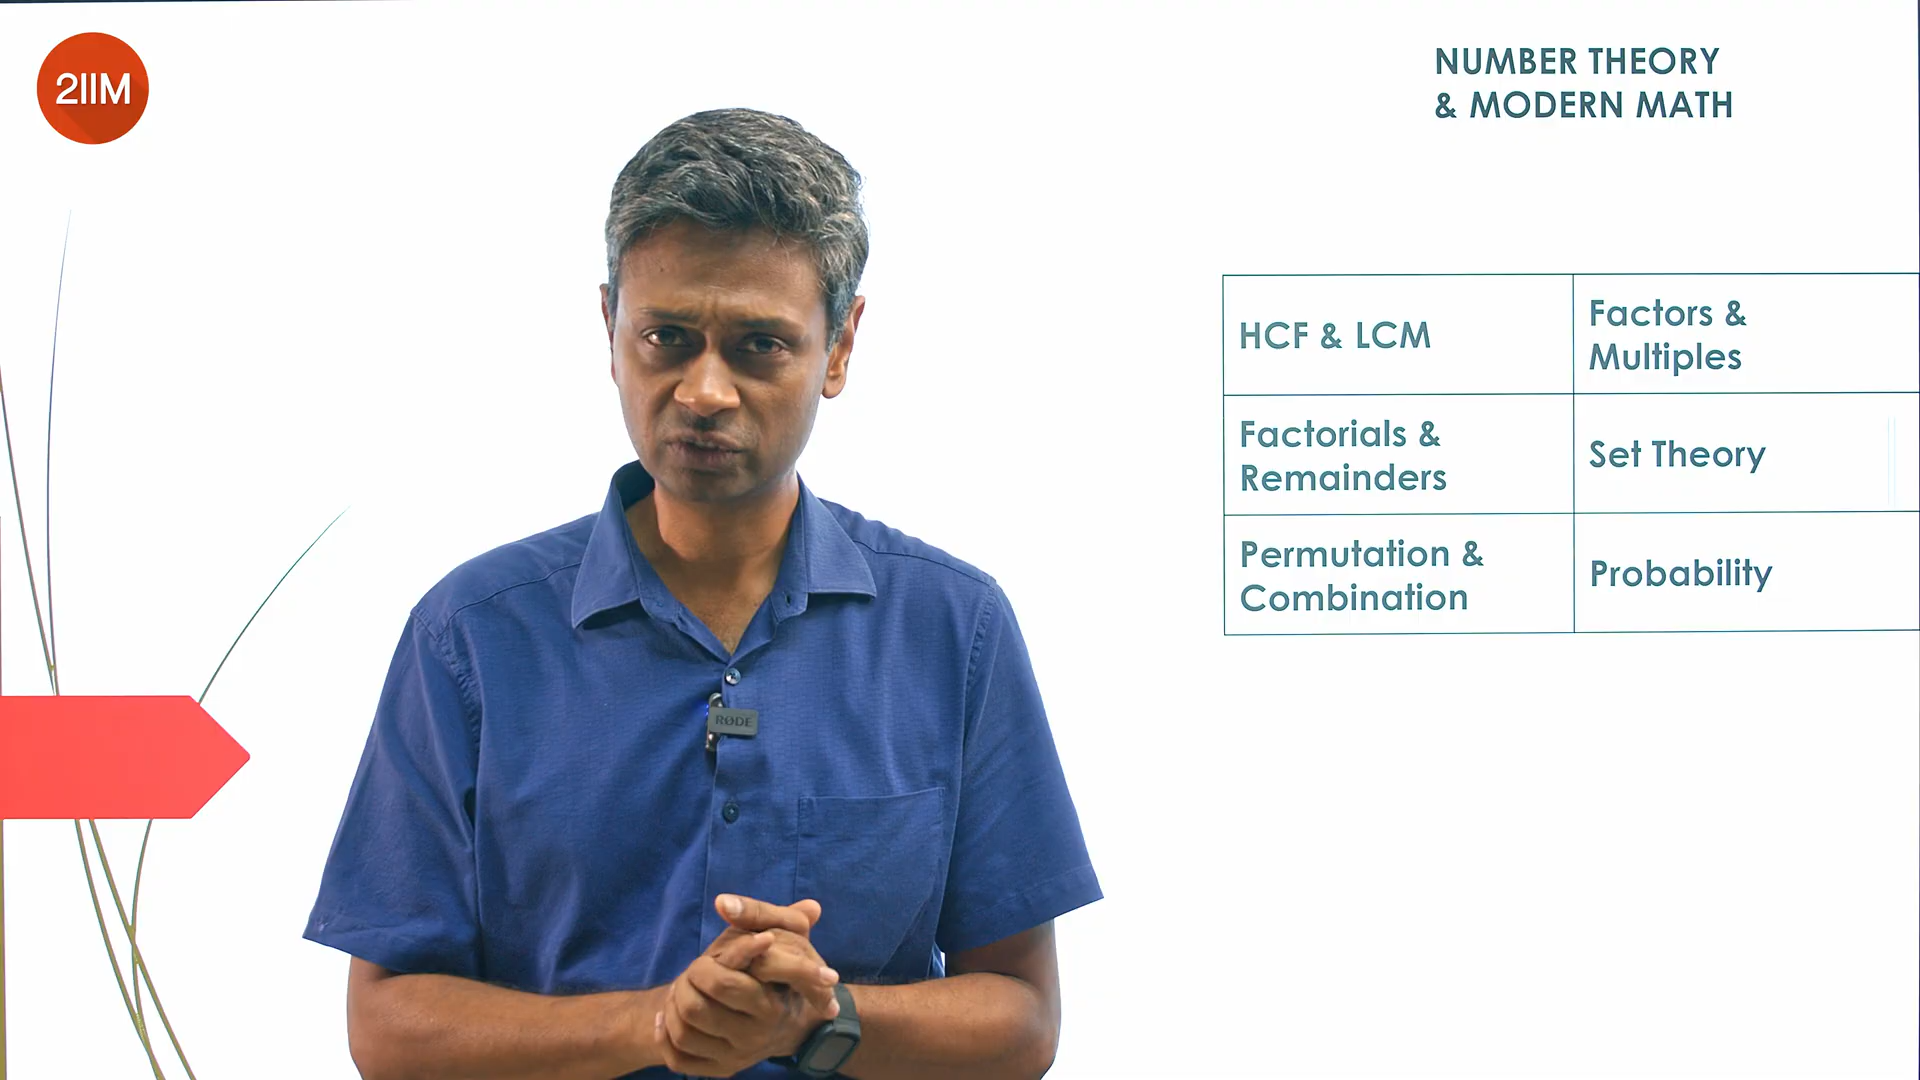 2IIM
NUMBER THEORY
& MODERN MATH
HCF & LCM
Factors &
Multiples
Factorials &
Remainders
Set Theory
Permutation &
Combination
Probability
RØDE